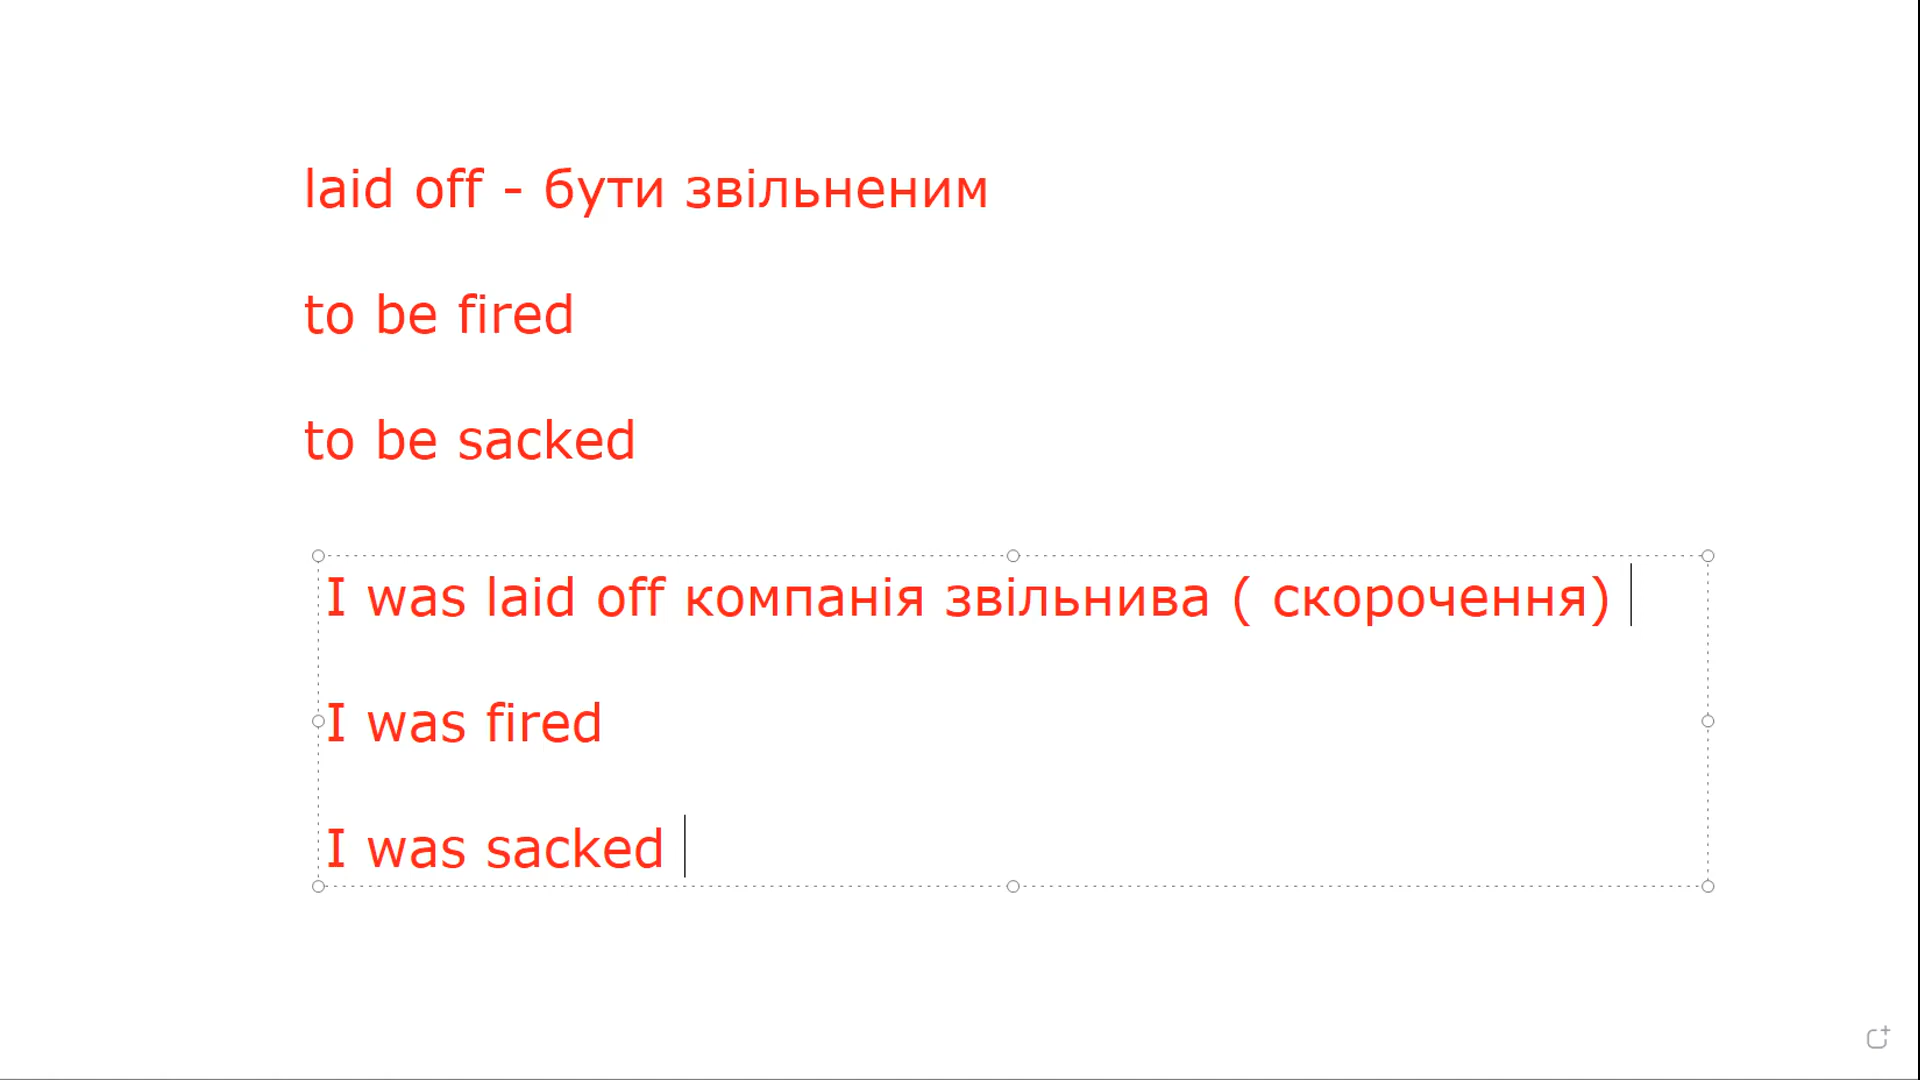 laid off - бути звільненим
to be fired
to be sacked
I was laid off компанія звільнива ( скорочення)
I was fired
I was sacked